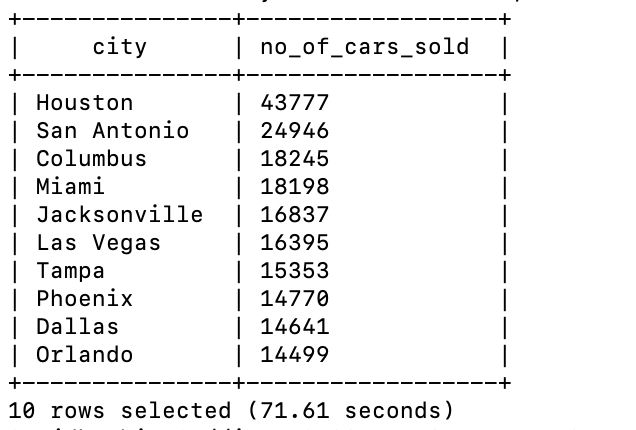 +---------------+------------------+
|     city      | no_of_cars_sold  |
+---------------+------------------+
| Houston       | 43777            |
| San Antonio   | 24946            |
| Columbus      | 18245            |
| Miami         | 18198            |
| Jacksonville  | 16837            |
| Las Vegas     | 16395            |
| Tampa         | 15353            |
| Phoenix       | 14770            |
| Dallas        | 14641            |
| Orlando       | 14499            |
+---------------+------------------+
10 rows selected (71.61 seconds)